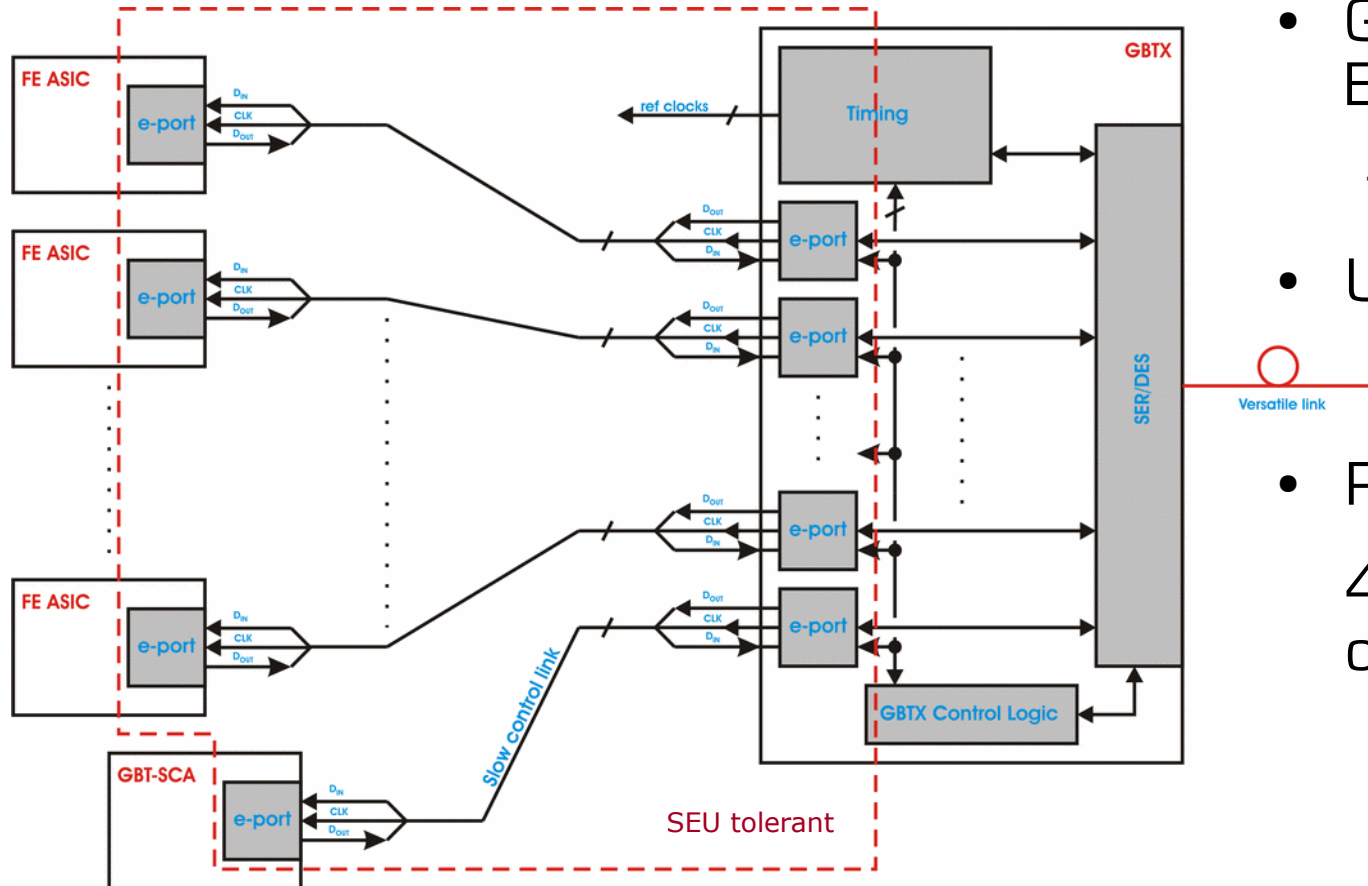 FE ASIC
e-port
DIN
CLK
DOUT
FE ASIC
e-port
DIN
CLK
DOUT
FE ASIC
e-port
DIN
CLK
DOUT
GBT-SCA
e-port
DIN
CLK
DOUT
Slow control link
SEU tolerant
ref clocks
GBTX
Timing
DOUT
CLK
DIN
e-port
DOUT
CLK
DIN
e-port
DOUT
CLK
DIN
e-port
DOUT
CLK
DIN
e-port
GBTX Control Logic
SER/DES
Versatile link
•
•
•